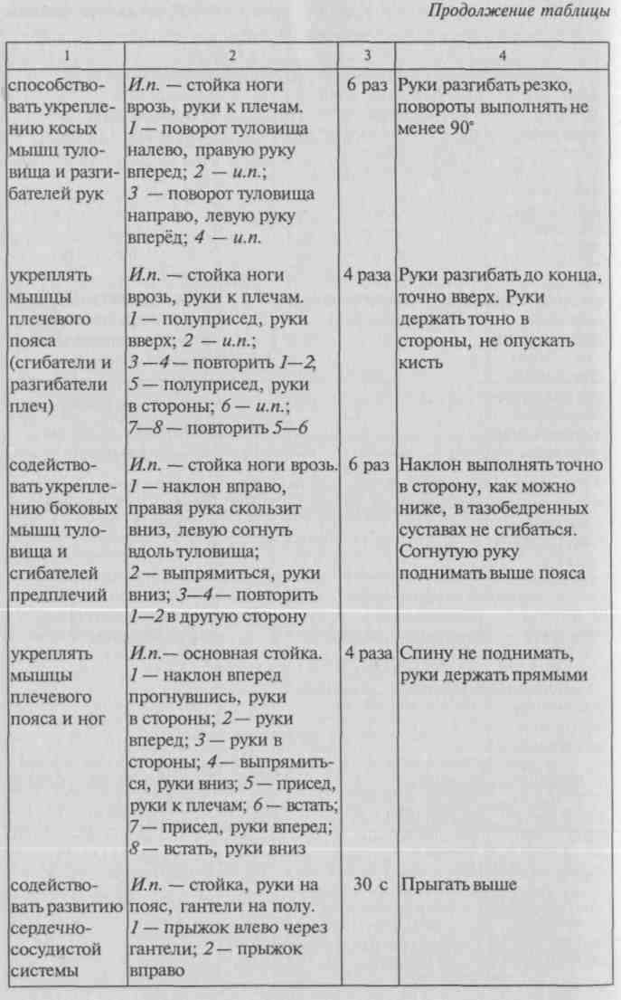 Продолжение таблицы
1
2
3
4
способство-
вать укрепле-
нию косых
мышц туло-
вища и разги-
бателей рук
И.п. — стойка ноги
врозь, руки к плечам.
1 — поворот туловища
налево, правую руку
вперед; 2 — и.п.;
3 — поворот туловища
направо, левую руку
вперёд; 4 — и.п.
6 раз
Руки разгибать резко,
повороты выполнять не
менее 90°
укреплять
мышцы
плечевого
пояса
(сгибатели и
разгибатели
плеч)
И.п. — стойка ноги
врозь, руки к плечам.
1 — полуприсед, руки
вверх; 2 — и.п.;
3—4 — повторить 1—2,
5 — полуприсед, руки
в стороны; 6 — и.п.;
7—8 — повторить 5—6
4 раза
Руки разгибать до конца,
точно вверх. Руки
держать точно в
стороны, не опускать
кисть
содейство-
вать укрепле-
нию боковых
мышц туло-
вища и
сгибателей
предплечий
И.п. — стойка ноги врозь.
1 — наклон вправо,
правая рука скользит
вниз, левую согнуть
вдоль туловища;
2 — выпрямиться, руки
вниз; 3—4 — повторить
1—2 в другую сторону
6 раз
Наклон выполнять точно
в сторону, как можно
ниже, в тазобедренных
суставах не сгибаться.
Согнутую руку
поднимать выше пояса
укреплять
мышцы
плечевого
пояса и ног
И.п.— основная стойка.
1 — наклон вперед
прогнувшись, руки
в стороны; 2 — руки
вперед; 3 — руки в
стороны; 4 — выпрямить-
ся, руки вниз; 5 — присед,
руки к плечам; 6 — встать;
7 — присед, руки вперед;
8 — встать, руки вниз
4 раза
Спину не поднимать,
руки держать прямыми
содейство-
вать развитию
сердечно-
сосудистой
системы
И.п. — стойка, руки на
пояс, гантели на полу.
1 — прыжок влево через
гантели; 2 — прыжок
вправо
30 с
Прыгать выше